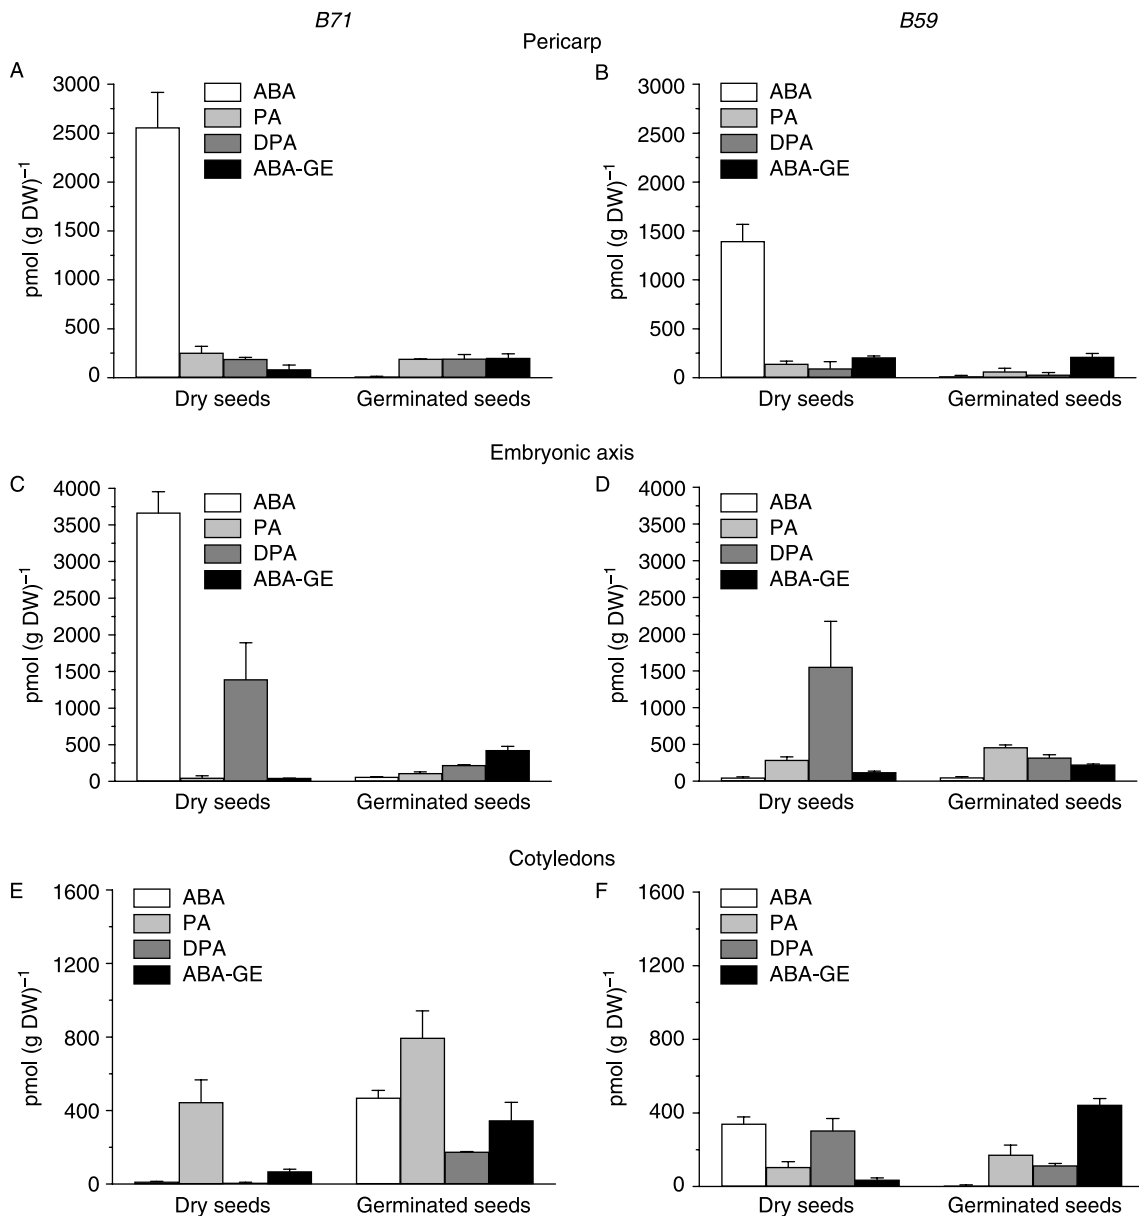 B71
B59
Pericarp
A
3000
2500
2000
1500
1000
500
0
pmol (g DW)⁻¹
ABA
PA
DPA
ABA-GE
Dry seeds
Germinated seeds
B
3000
2500
2000
1500
1000
500
0
pmol (g DW)⁻¹
ABA
PA
DPA
ABA-GE
Dry seeds
Germinated seeds
Embryonic axis
C
4000
3500
3000
2500
2000
1500
1000
500
0
pmol (g DW)⁻¹
ABA
PA
DPA
ABA-GE
Dry seeds
Germinated seeds
D
4000
3500
3000
2500
2000
1500
1000
500
0
pmol (g DW)⁻¹
ABA
PA
DPA
ABA-GE
Dry seeds
Germinated seeds
Cotyledons
E
1600
1200
800
400
0
pmol (g DW)⁻¹
ABA
PA
DPA
ABA-GE
Dry seeds
Germinated seeds
F
1600
1200
800
400
0
pmol (g DW)⁻¹
ABA
PA
DPA
ABA-GE
Dry seeds
Germinated seeds